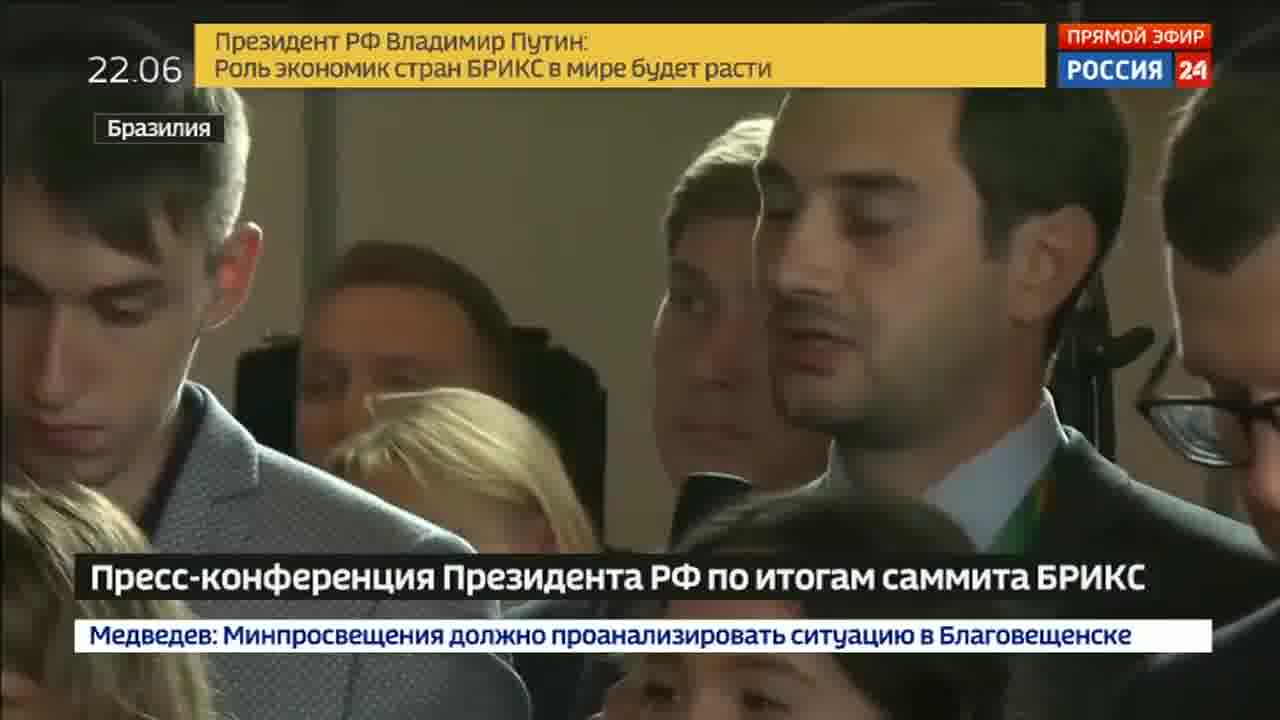 22.06
Президент РФ Владимир Путин:
Роль экономик стран БРИКС в мире будет расти
ПРЯМОЙ ЭФИР
РОССИЯ 24
Бразилия
Пресс-конференция Президента РФ по итогам саммита БРИКС
Медведев: Минпросвещения должно проанализировать ситуацию в Благовещенске